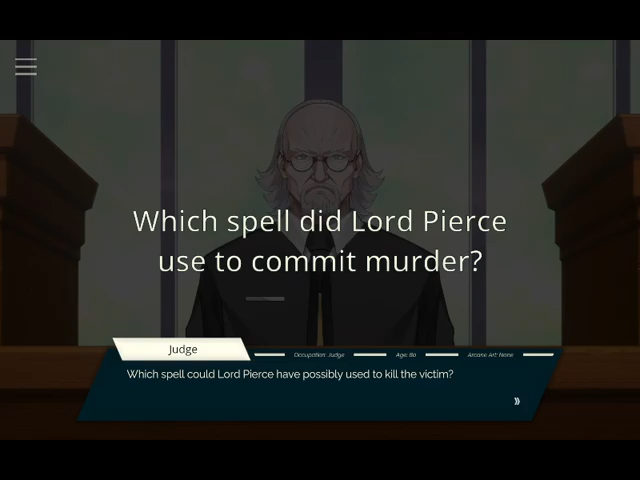 Which spell did Lord Pierce
use to commit murder?
Judge
Occupation: Judge
Age: 80
Arcane Art: None
Which spell could Lord Pierce have possibly used to kill the victim?